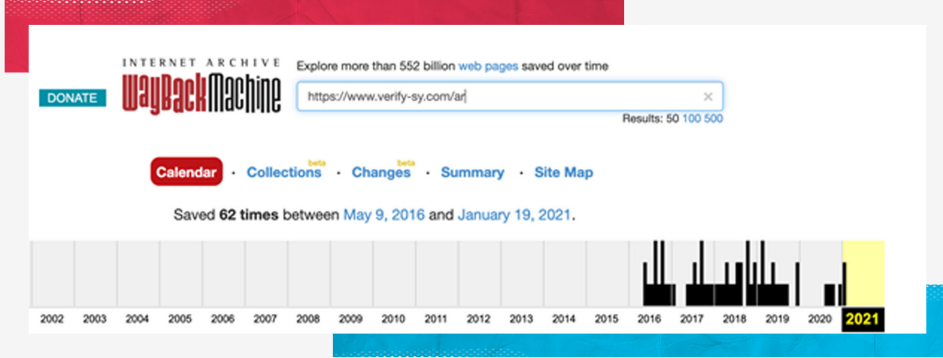 INTERNET ARCHIVE
Explore more than 552 billion web pages saved over time
DONATE
WayBackMachine
https://www.verify-sy.com/ar
×
Results: 50 100 500
beta
beta
Calendar · Collections · Changes · Summary · Site Map
Saved 62 times between May 9, 2016 and January 19, 2021.
2002 2003 2004 2005 2006 2007 2008 2009 2010 2011 2012 2013 2014 2015 2016 2017 2018 2019 2020 2021